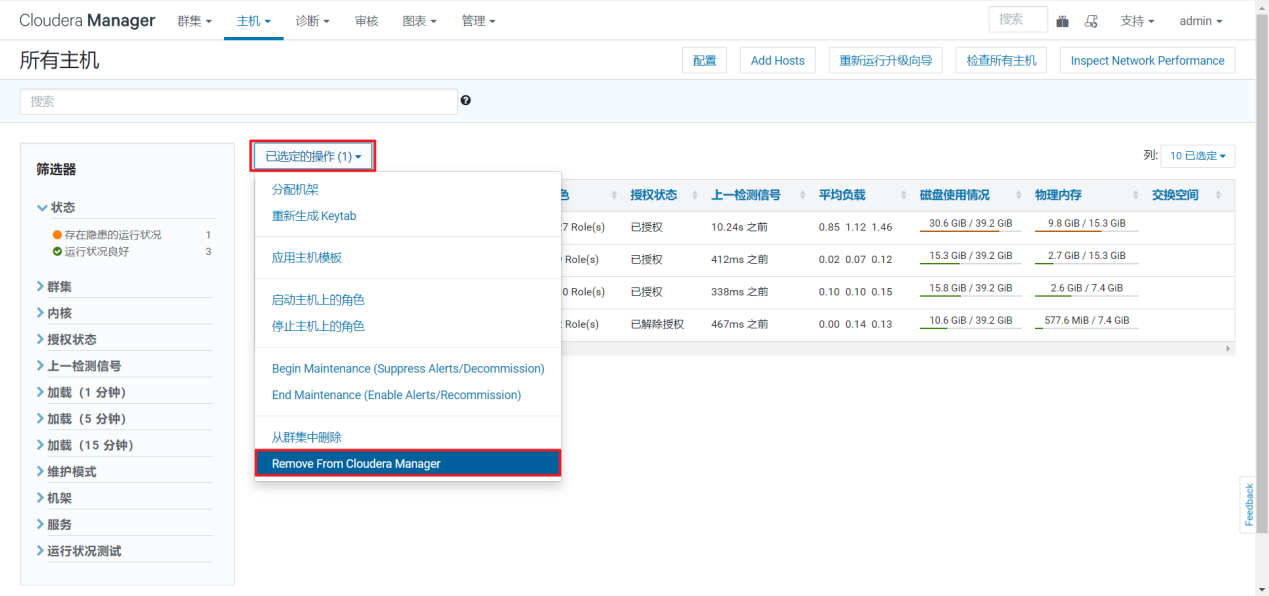 Cloudera Manager 群集 主机 诊断 审核 图表 管理 搜索 支持 admin
所有主机 配置 Add Hosts 重新运行升级向导 检查所有主机 Inspect Network Performance
搜索
筛选器
状态
存在隐患的运行状况 1
运行状况良好 3
群集
内核
授权状态
上一检测信号
加载（1 分钟）
加载（5 分钟）
加载（15 分钟）
维护模式
机架
服务
运行状况测试
已选定的操作 (1)
列: 10 已选定
分配机架
重新生成 Keytab
应用主机模板
启动主机上的角色
停止主机上的角色
Begin Maintenance (Suppress Alerts/Decommission)
End Maintenance (Enable Alerts/Recommission)
从群集中删除
Remove From Cloudera Manager
色 授权状态 上一检测信号 平均负载 磁盘使用情况 物理内存 交换空间
27 Role(s) 已授权 10.24s 之前 0.85 1.12 1.46 30.6 GiB / 39.2 GiB 9.8 GiB / 15.3 GiB
Role(s) 已授权 412ms 之前 0.02 0.07 0.12 15.3 GiB / 39.2 GiB 2.7 GiB / 15.3 GiB
0 Role(s) 已授权 338ms 之前 0.10 0.10 0.15 15.8 GiB / 39.2 GiB 2.6 GiB / 7.4 GiB
Role(s) 已解除授权 467ms 之前 0.00 0.14 0.13 10.6 GiB / 39.2 GiB 577.6 MiB / 7.4 GiB
Feedback